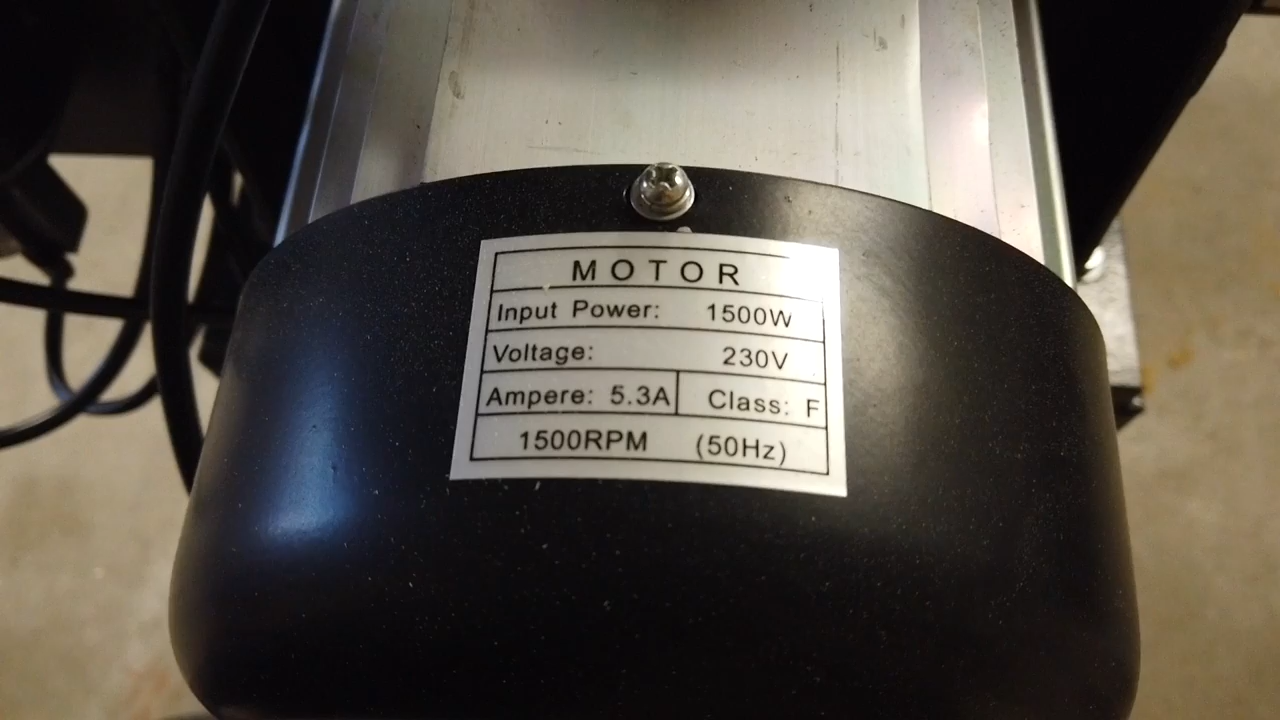 MOTOR
Input Power: 1500W
Voltage: 230V
Ampere: 5.3A Class: F
1500RPM (50Hz)